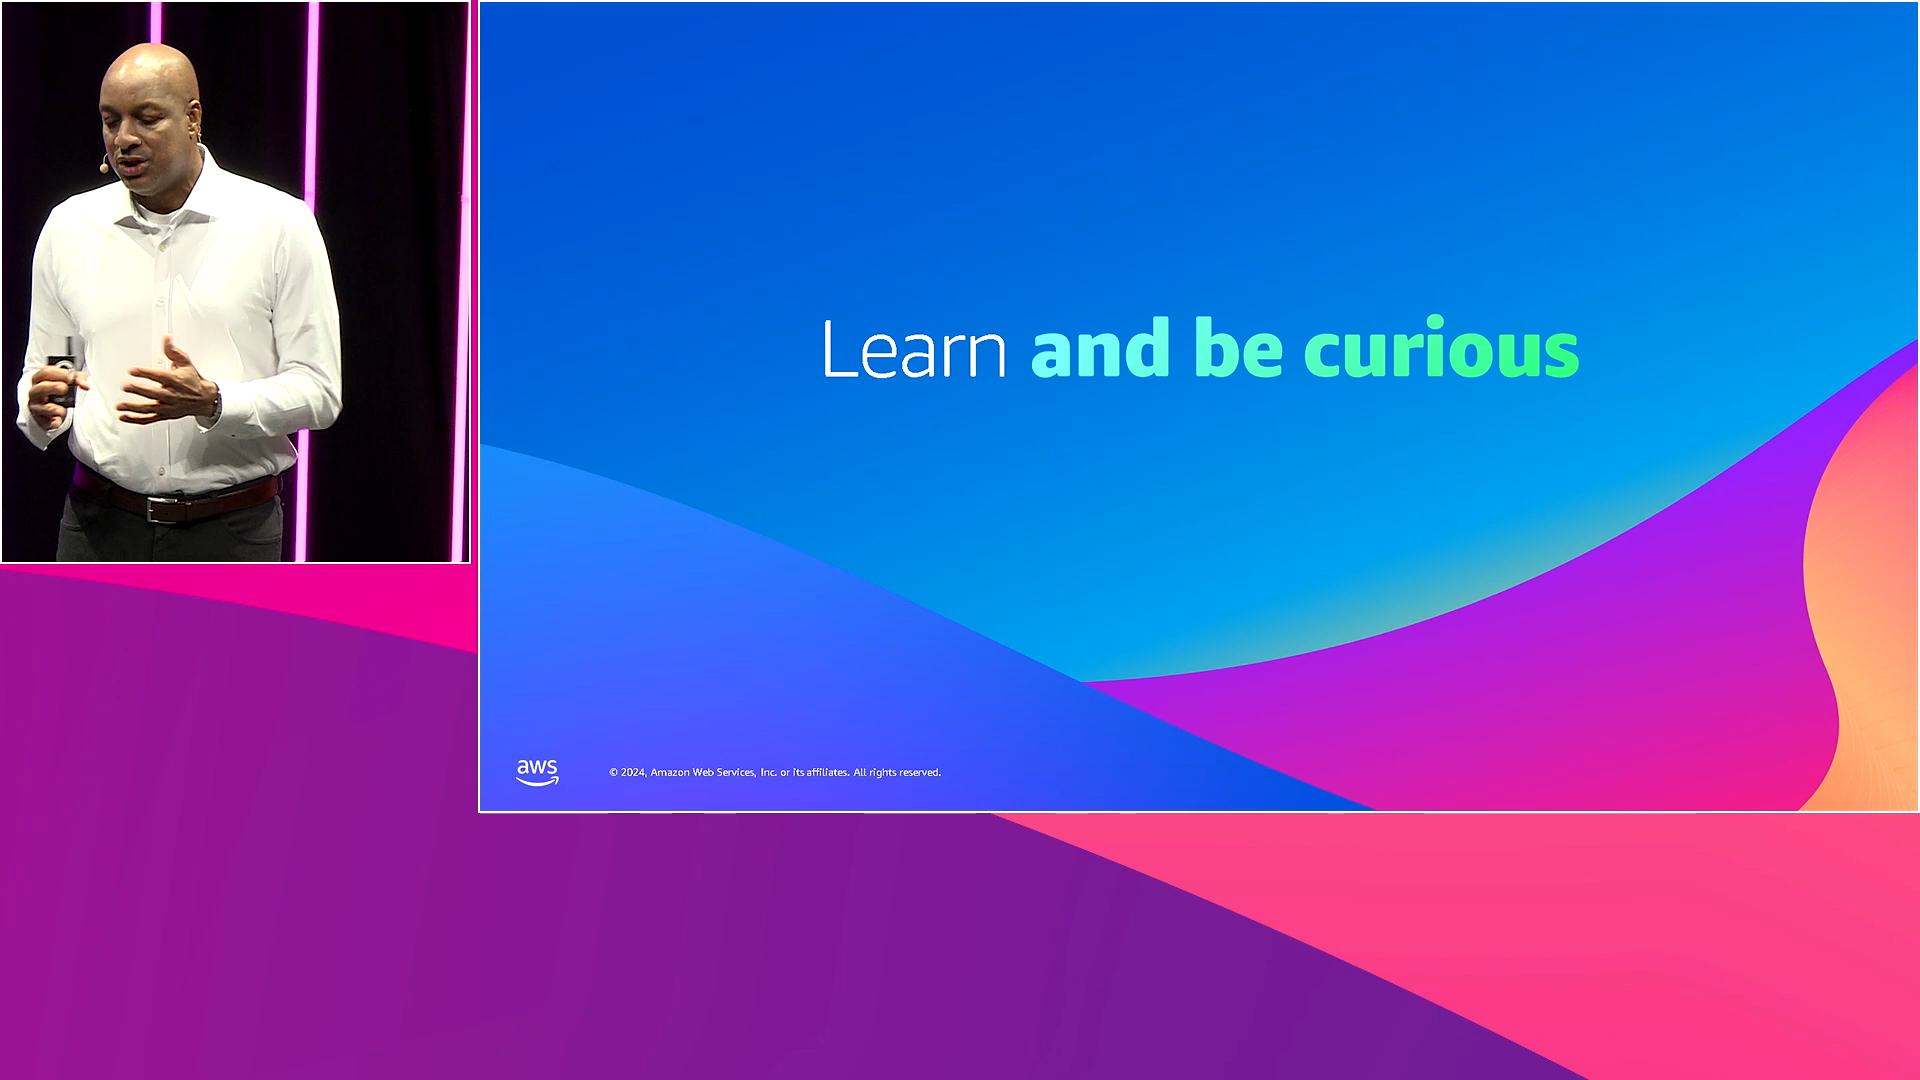 Learn and be curious
aws
© 2024, Amazon Web Services, Inc. or its affiliates. All rights reserved.